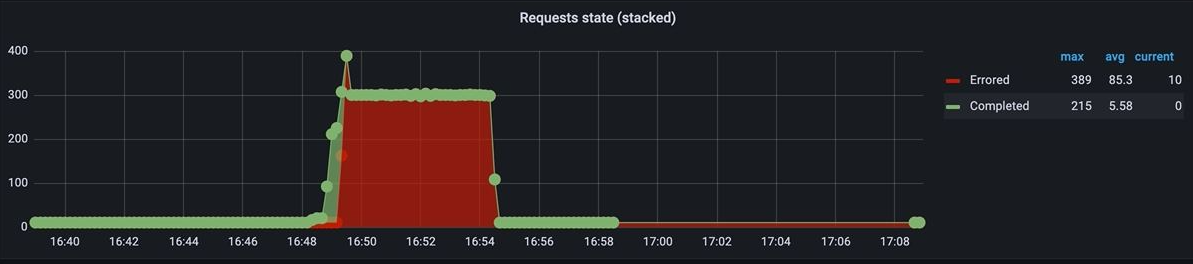 Requests state (stacked)
400
300
200
100
0
16:40 16:42 16:44 16:46 16:48 16:50 16:52 16:54 16:56 16:58 17:00 17:02 17:04 17:06 17:08
max avg current
Errored 389 85.3 10
Completed 215 5.58 0